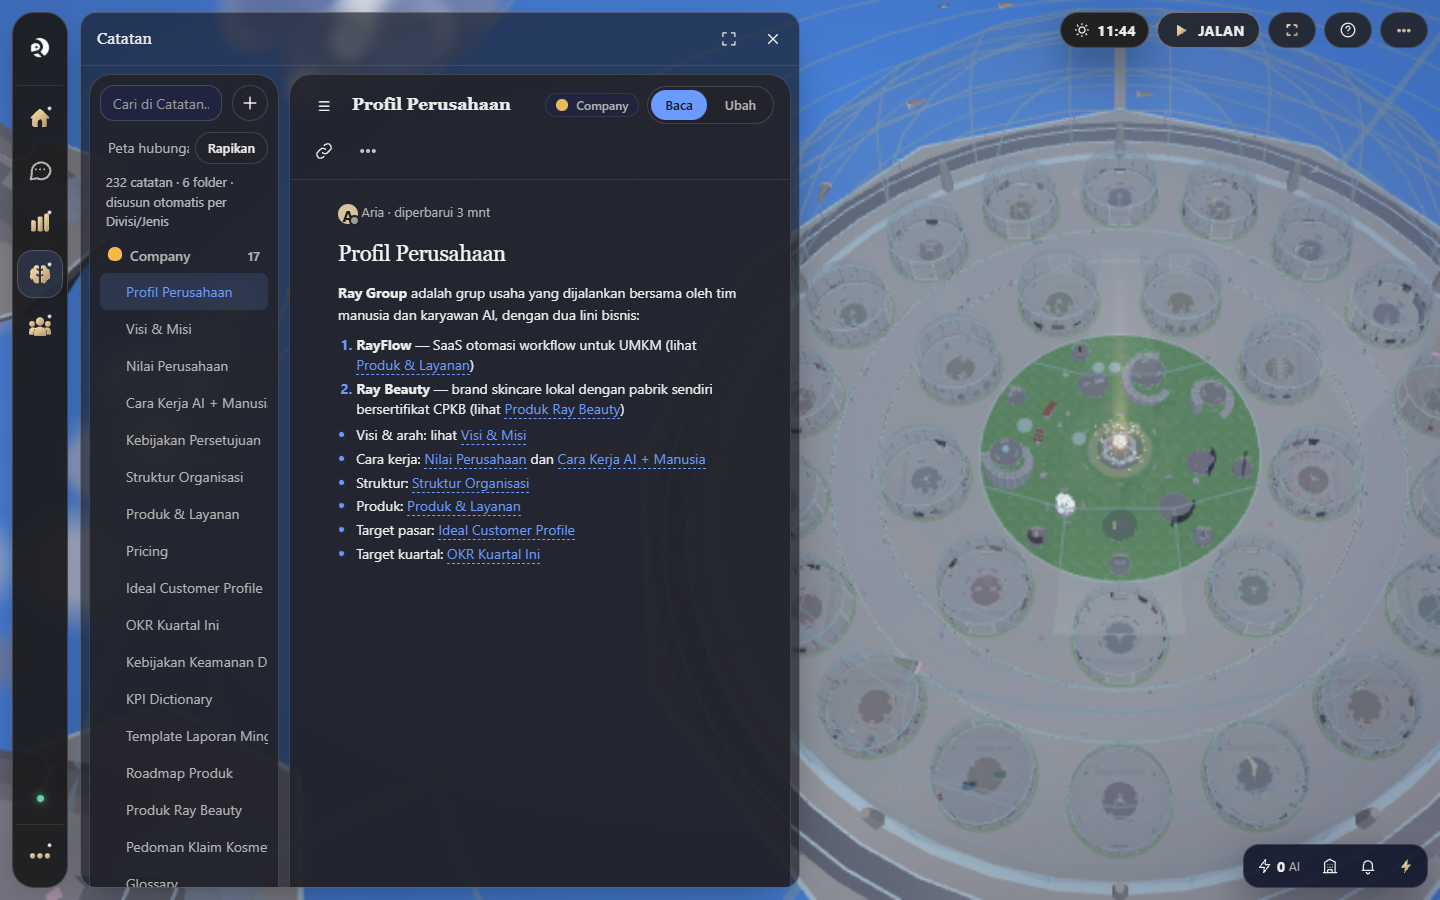 Catatan
Cari di Catatan..
Peta hubunga
Rapikan
232 catatan · 6 folder ·
disusun otomatis per
Divisi/Jenis
Company 17
Profil Perusahaan
Visi & Misi
Nilai Perusahaan
Cara Kerja AI + Manusi
Kebijakan Persetujuan
Struktur Organisasi
Produk & Layanan
Pricing
Ideal Customer Profile
OKR Kuartal Ini
Kebijakan Keamanan D
KPI Dictionary
Template Laporan Ming
Roadmap Produk
Produk Ray Beauty
Pedoman Klaim Kosme
Glossary
Profil Perusahaan
Company
Baca
Ubah
A Aria · diperbarui 3 mnt
Profil Perusahaan
Ray Group adalah grup usaha yang dijalankan bersama oleh tim
manusia dan karyawan AI, dengan dua lini bisnis:
1. RayFlow — SaaS otomasi workflow untuk UMKM (lihat
Produk & Layanan)
2. Ray Beauty — brand skincare lokal dengan pabrik sendiri
bersertifikat CPKB (lihat Produk Ray Beauty)
• Visi & arah: lihat Visi & Misi
• Cara kerja: Nilai Perusahaan dan Cara Kerja AI + Manusia
• Struktur: Struktur Organisasi
• Produk: Produk & Layanan
• Target pasar: Ideal Customer Profile
• Target kuartal: OKR Kuartal Ini
11:44
JALAN
0 AI